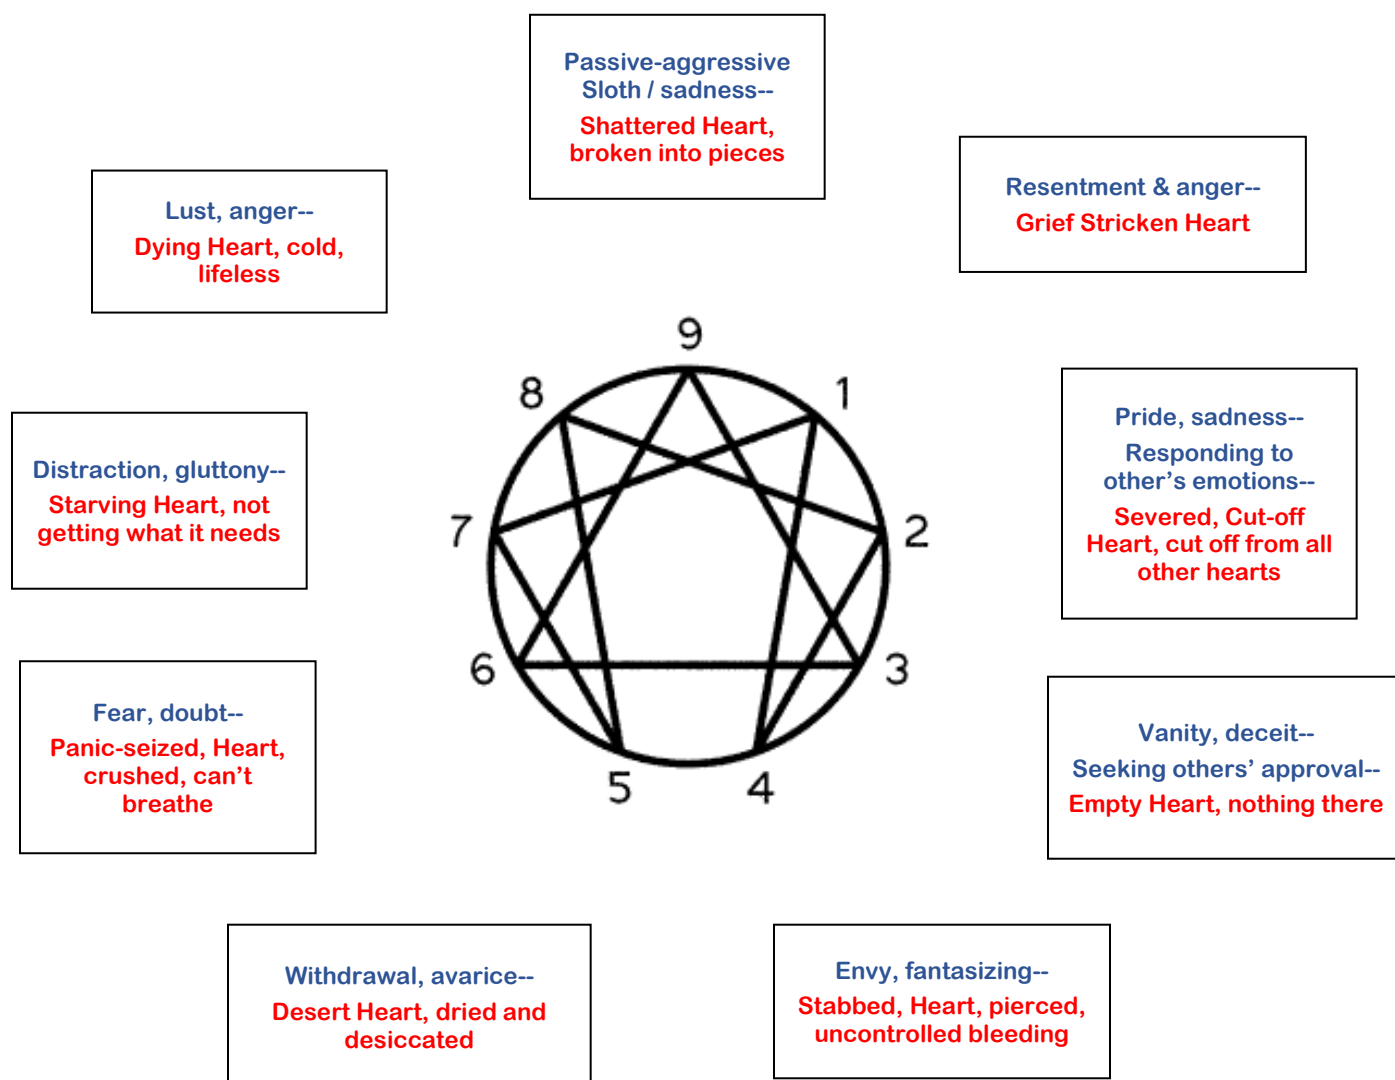 Passive-aggressive
Sloth / sadness--
Shattered Heart,
broken into pieces
Resentment & anger--
Grief Stricken Heart
Lust, anger--
Dying Heart, cold,
lifeless
9
8
1
Pride, sadness--
Responding to
other’s emotions--
Severed, Cut-off
Heart, cut off from all
other hearts
Distraction, gluttony--
Starving Heart, not
getting what it needs
7
2
6
3
Fear, doubt--
Panic-seized, Heart,
crushed, can’t
breathe
Vanity, deceit--
Seeking others’ approval--
Empty Heart, nothing there
5
4
Withdrawal, avarice--
Desert Heart, dried and
desiccated
Envy, fantasizing--
Stabbed, Heart, pierced,
uncontrolled bleeding